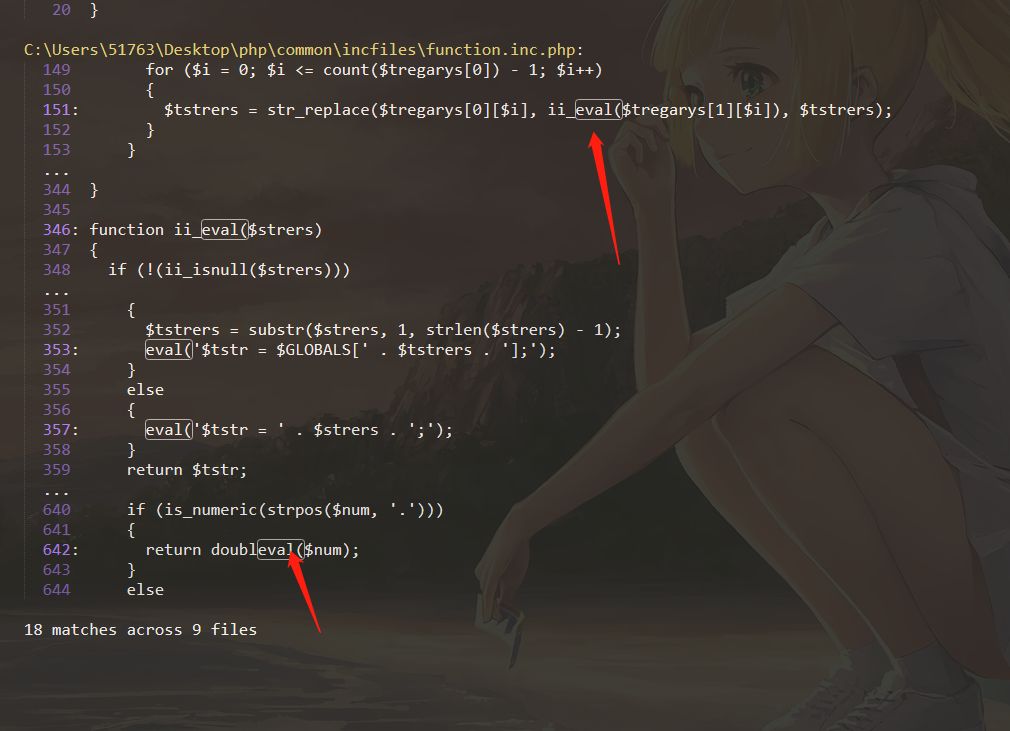 20 }
C:\Users\51763\Desktop\php\common\incfiles\function.inc.php:
149 for ($i = 0; $i <= count($tregarys[0]) - 1; $i++)
150 {
151: $tstrers = str_replace($tregarys[0][$i], ii_eval($tregarys[1][$i]), $tstrers);
152 }
153 }
...
344 }
345
346: function ii_eval($strers)
347 {
348 if (!(ii_isnull($strers)))
...
351 {
352 $tstrers = substr($strers, 1, strlen($strers) - 1);
353: eval('$tstr = $GLOBALS[' . $tstrers . '];');
354 }
355 else
356 {
357: eval('$tstr = ' . $strers . ';');
358 }
359 return $tstr;
...
640 if (is_numeric(strpos($num, '.')))
641 {
642: return doubleval($num);
643 }
644 else
18 matches across 9 files